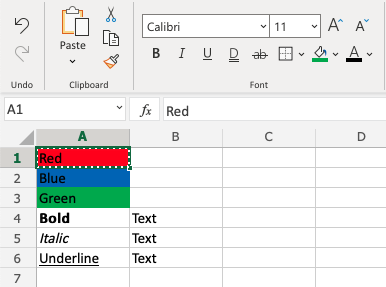 Calibri 11 A A
Paste B I U D ab A
Undo Clipboard Font
A1 fx Red
A B C D
1 Red
2 Blue
3 Green
4 Bold Text
5 Italic Text
6 Underline Text
7